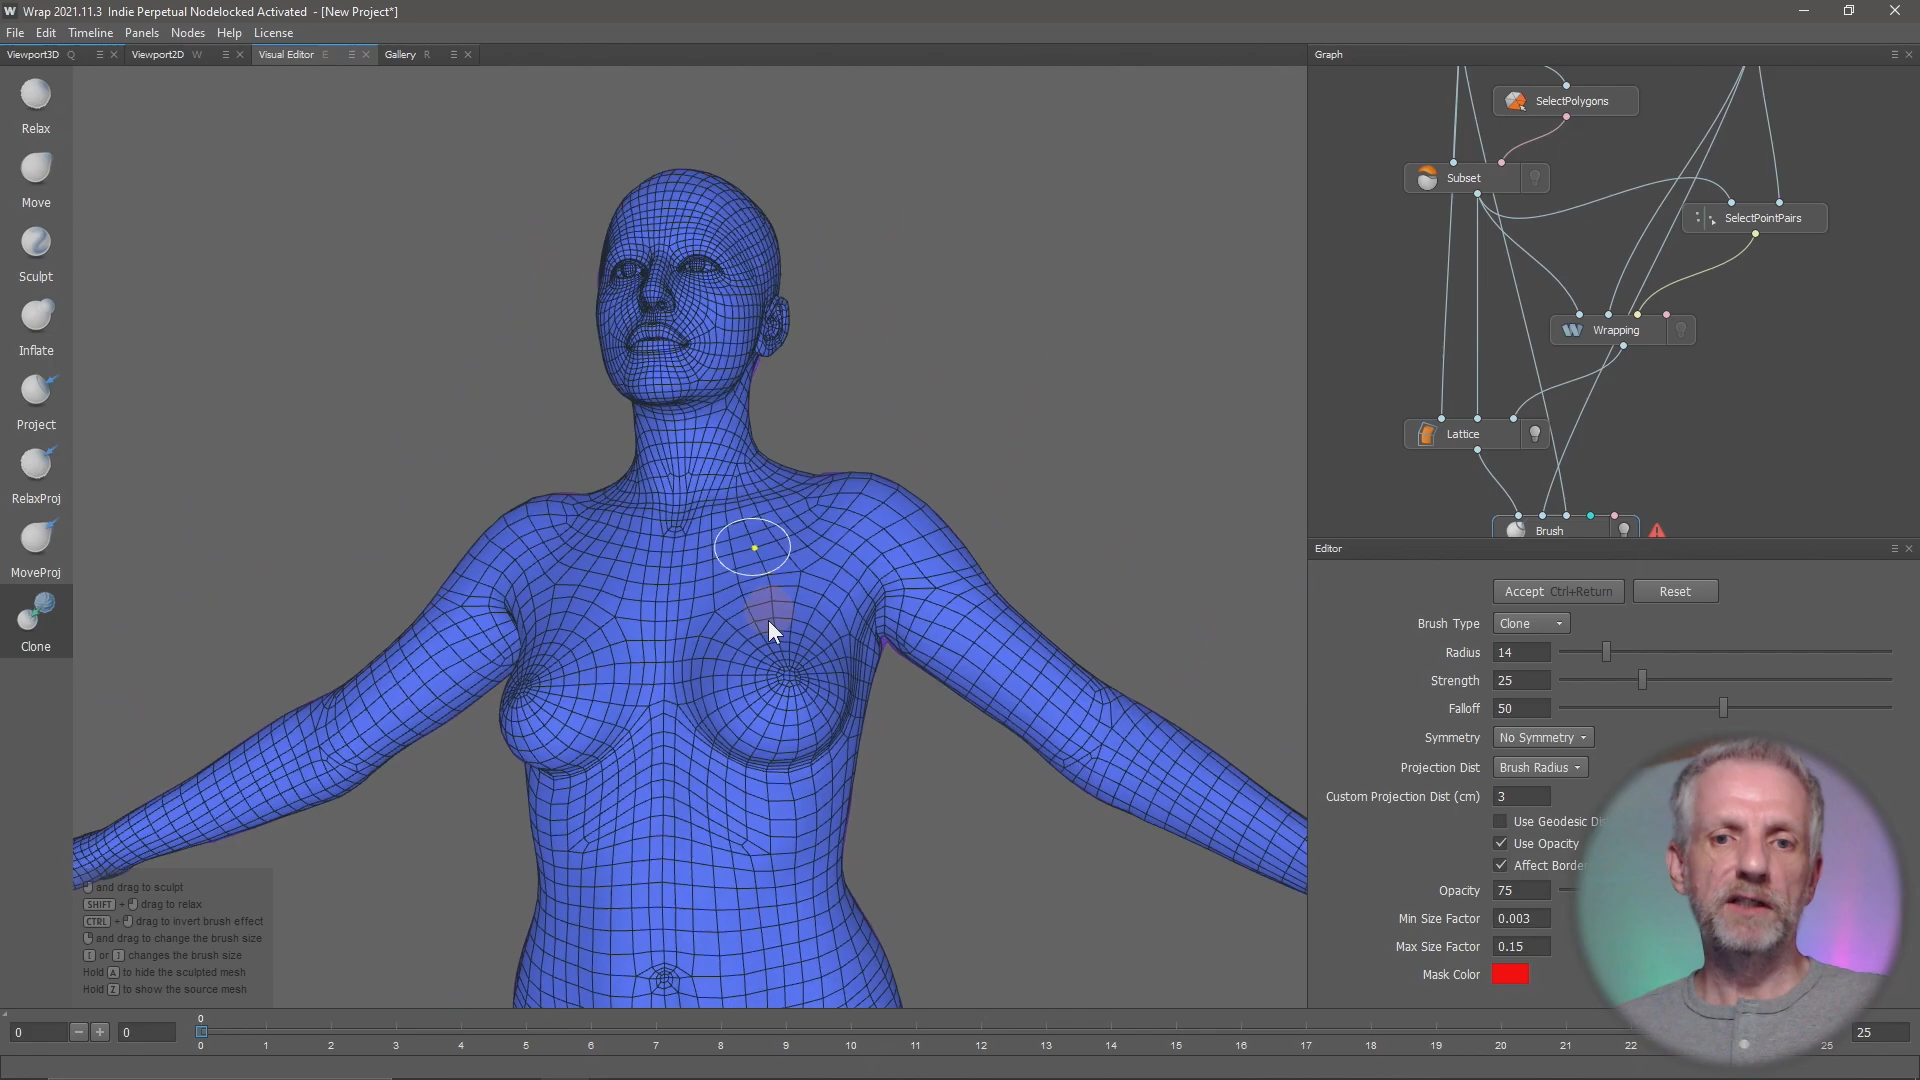 W Wrap 2021.11.3 Indie Perpetual Nodelocked Activated - [New Project*]
File Edit Timeline Panels Nodes Help License
Viewport3D Q Viewport2D W Visual Editor E Gallery R Graph
Relax
Move
Sculpt
Inflate
Project
RelaxProj
MoveProj
Clone
SelectPolygons
Subset
SelectPointPairs
Wrapping
Lattice
Brush
Editor
Accept Ctrl+Return Reset
Brush Type Clone
Radius 14
Strength 25
Falloff 50
Symmetry No Symmetry
Projection Dist Brush Radius
Custom Projection Dist (cm) 3
Use Geodesic Di
Use Opacity
Affect Border
Opacity 75
Min Size Factor 0.003
Max Size Factor 0.15
Mask Color
and drag to sculpt
SHIFT + drag to relax
CTRL + drag to invert brush effect
and drag to change the brush size
[ or ] changes the brush size
Hold A to hide the sculpted mesh
Hold Z to show the source mesh
0 0 0 25
0 1 2 3 4 5 6 7 8 9 10 11 12 13 14 15 16 17 18 19 20 21 22 25